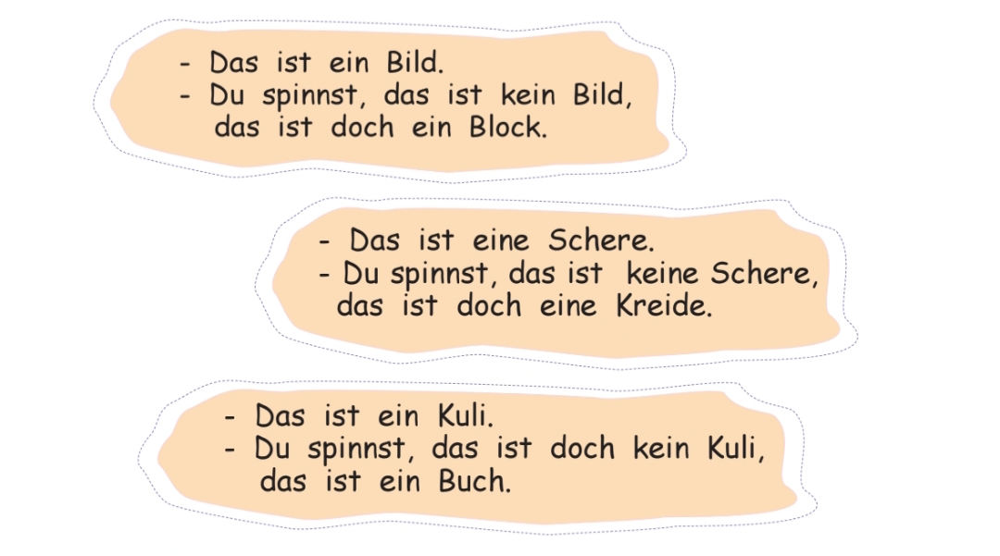 - Das ist ein Bild.
- Du spinnst, das ist kein Bild,
das ist doch ein Block.
- Das ist eine Schere.
- Du spinnst, das ist keine Schere,
das ist doch eine Kreide.
- Das ist ein Kuli.
- Du spinnst, das ist doch kein Kuli,
das ist ein Buch.